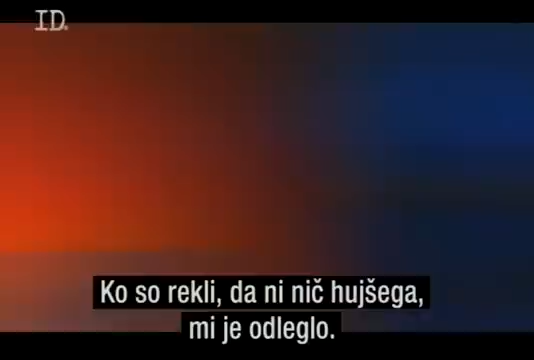 ID.
Ko so rekli, da ni nič hujšega,
mi je odleglo.